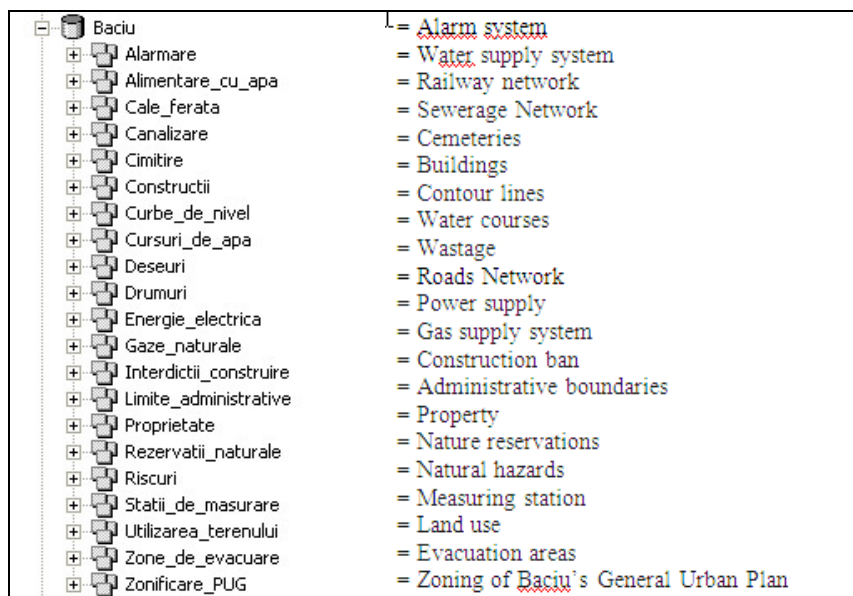 Baciu = Alarm system
Alarmare = Water supply system
Alimentare_cu_apa = Railway network
Cale_ferata = Sewerage Network
Canalizare = Cemeteries
Cimitire = Buildings
Constructii = Contour lines
Curbe_de_nivel = Water courses
Cursuri_de_apa = Wastage
Deseuri = Roads Network
Drumuri = Power supply
Energie_electrica = Gas supply system
Gaze_naturale = Construction ban
Interdictii_construire = Administrative boundaries
Limite_administrative = Property
Proprietate = Nature reservations
Rezervatii_naturale = Natural hazards
Riscuri = Measuring station
Statii_de_masurare = Land use
Utilizarea_terenului = Evacuation areas
Zone_de_evacuare = Zoning of Baciu`s General Urban Plan
Zonificare_PUG